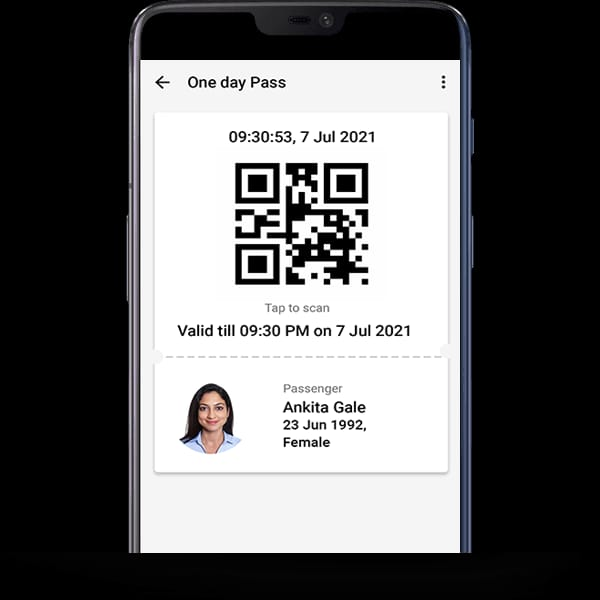 One day Pass
09:30:53, 7 Jul 2021
Tap to scan
Valid till 09:30 PM on 7 Jul 2021
Passenger
Ankita Gale
23 Jun 1992,
Female